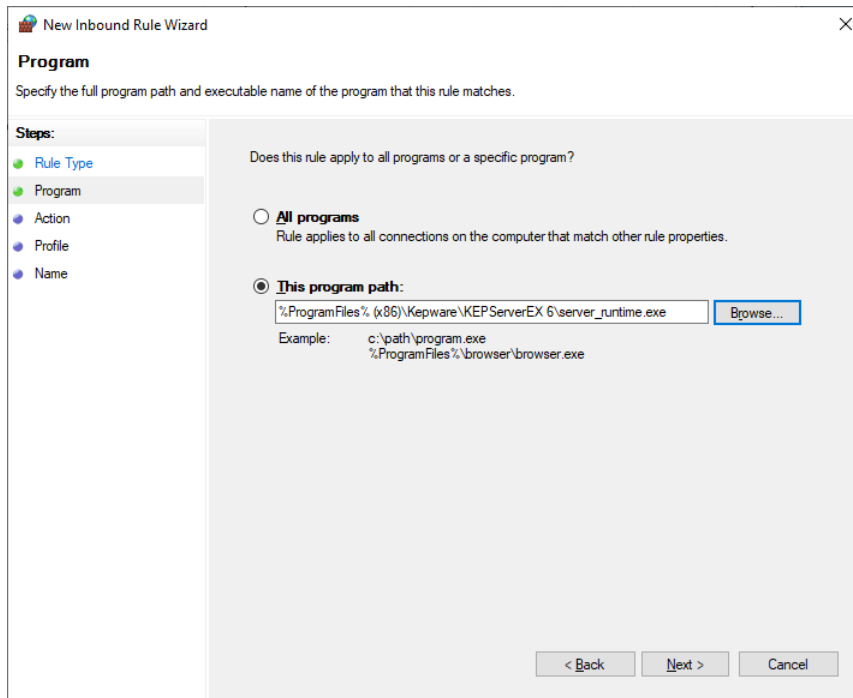 New Inbound Rule Wizard
Program
Specify the full program path and executable name of the program that this rule matches.
Steps:
Rule Type
Program
Action
Profile
Name
Does this rule apply to all programs or a specific program?
All programs
Rule applies to all connections on the computer that match other rule properties.
This program path:
%ProgramFiles% (x86)\Kepware\KEPServerEX 6\server_runtime.exe
Browse...
Example: c:\path\program.exe
%ProgramFiles%\browser\browser.exe
< Back Next > Cancel